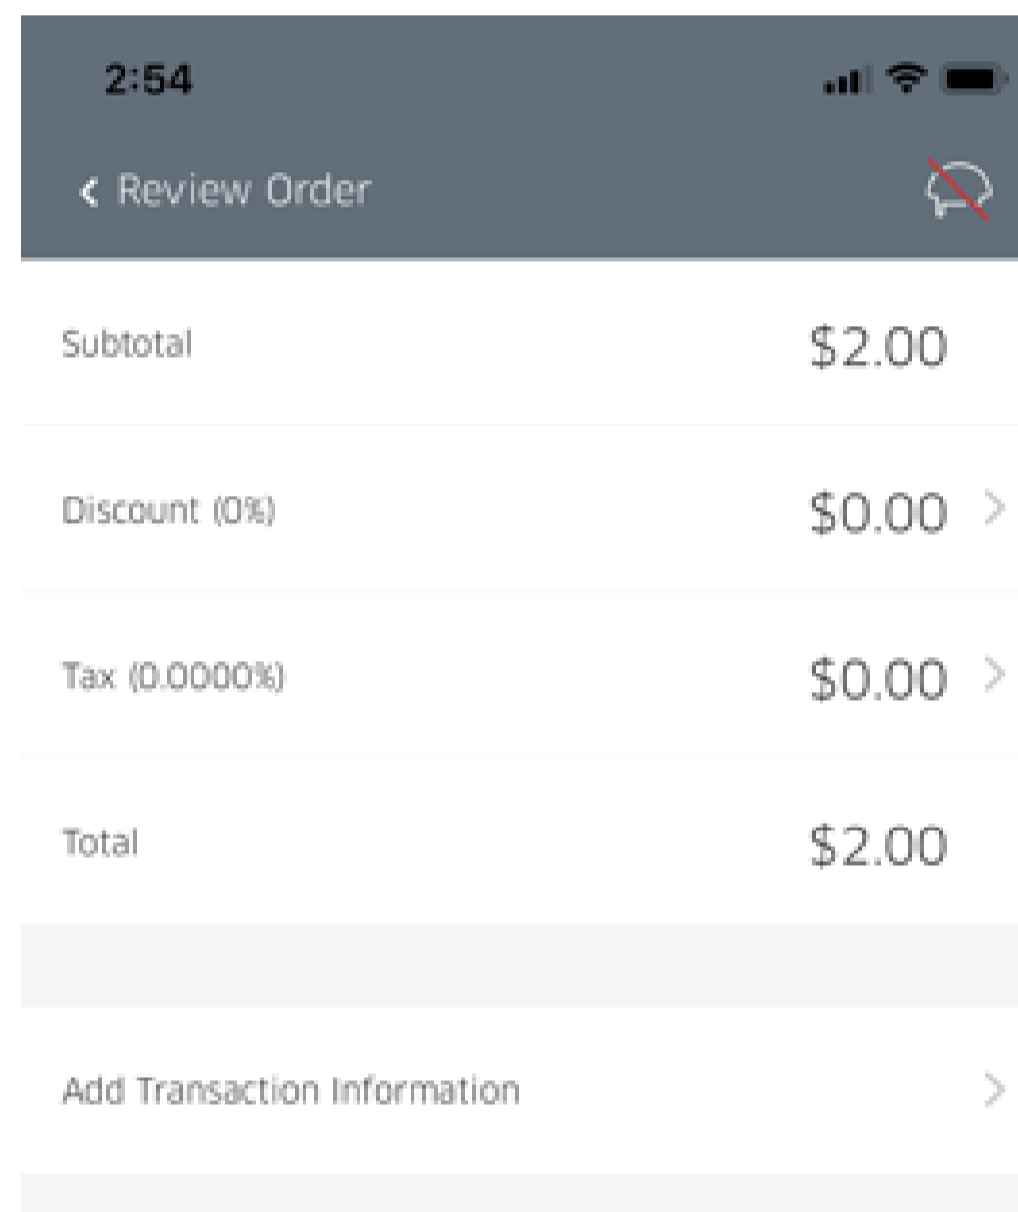 2:54
Review Order
Subtotal $2.00
Discount (0%) $0.00
Tax (0.0000%) $0.00
Total $2.00
Add Transaction Information